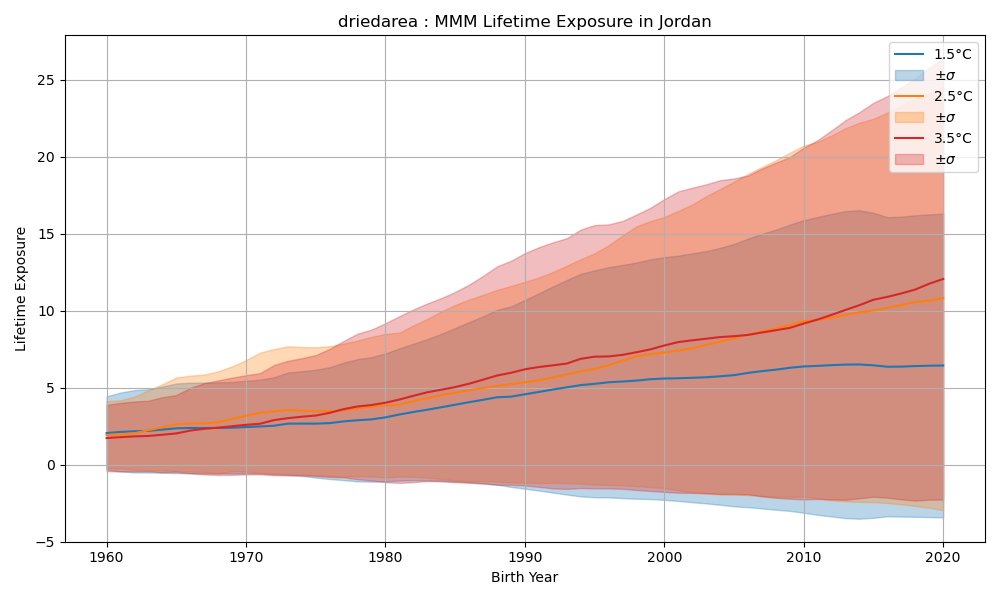 driedarea : MMM Lifetime Exposure in Jordan
1.5°C
±σ
2.5°C
±σ
3.5°C
±σ
Lifetime Exposure
25
20
15
10
5
0
−5
1960
1970
1980
1990
2000
2010
2020
Birth Year